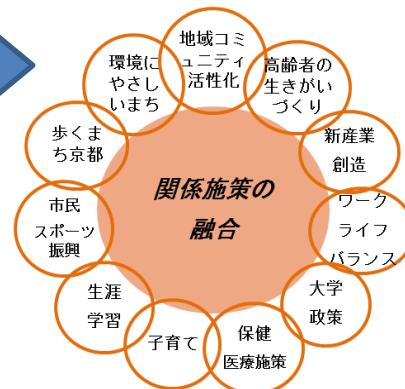 地域コミ
ュニティ
活性化
高齢者の
生きがい
づくり
新産業
創造
ワーク
ライフ
バランス
大学
政策
保健
医療施策
子育て
生涯
学習
市民
スポーツ
振興
歩くま
ち京都
環境に
やさし
いまち
関係施策の
融合